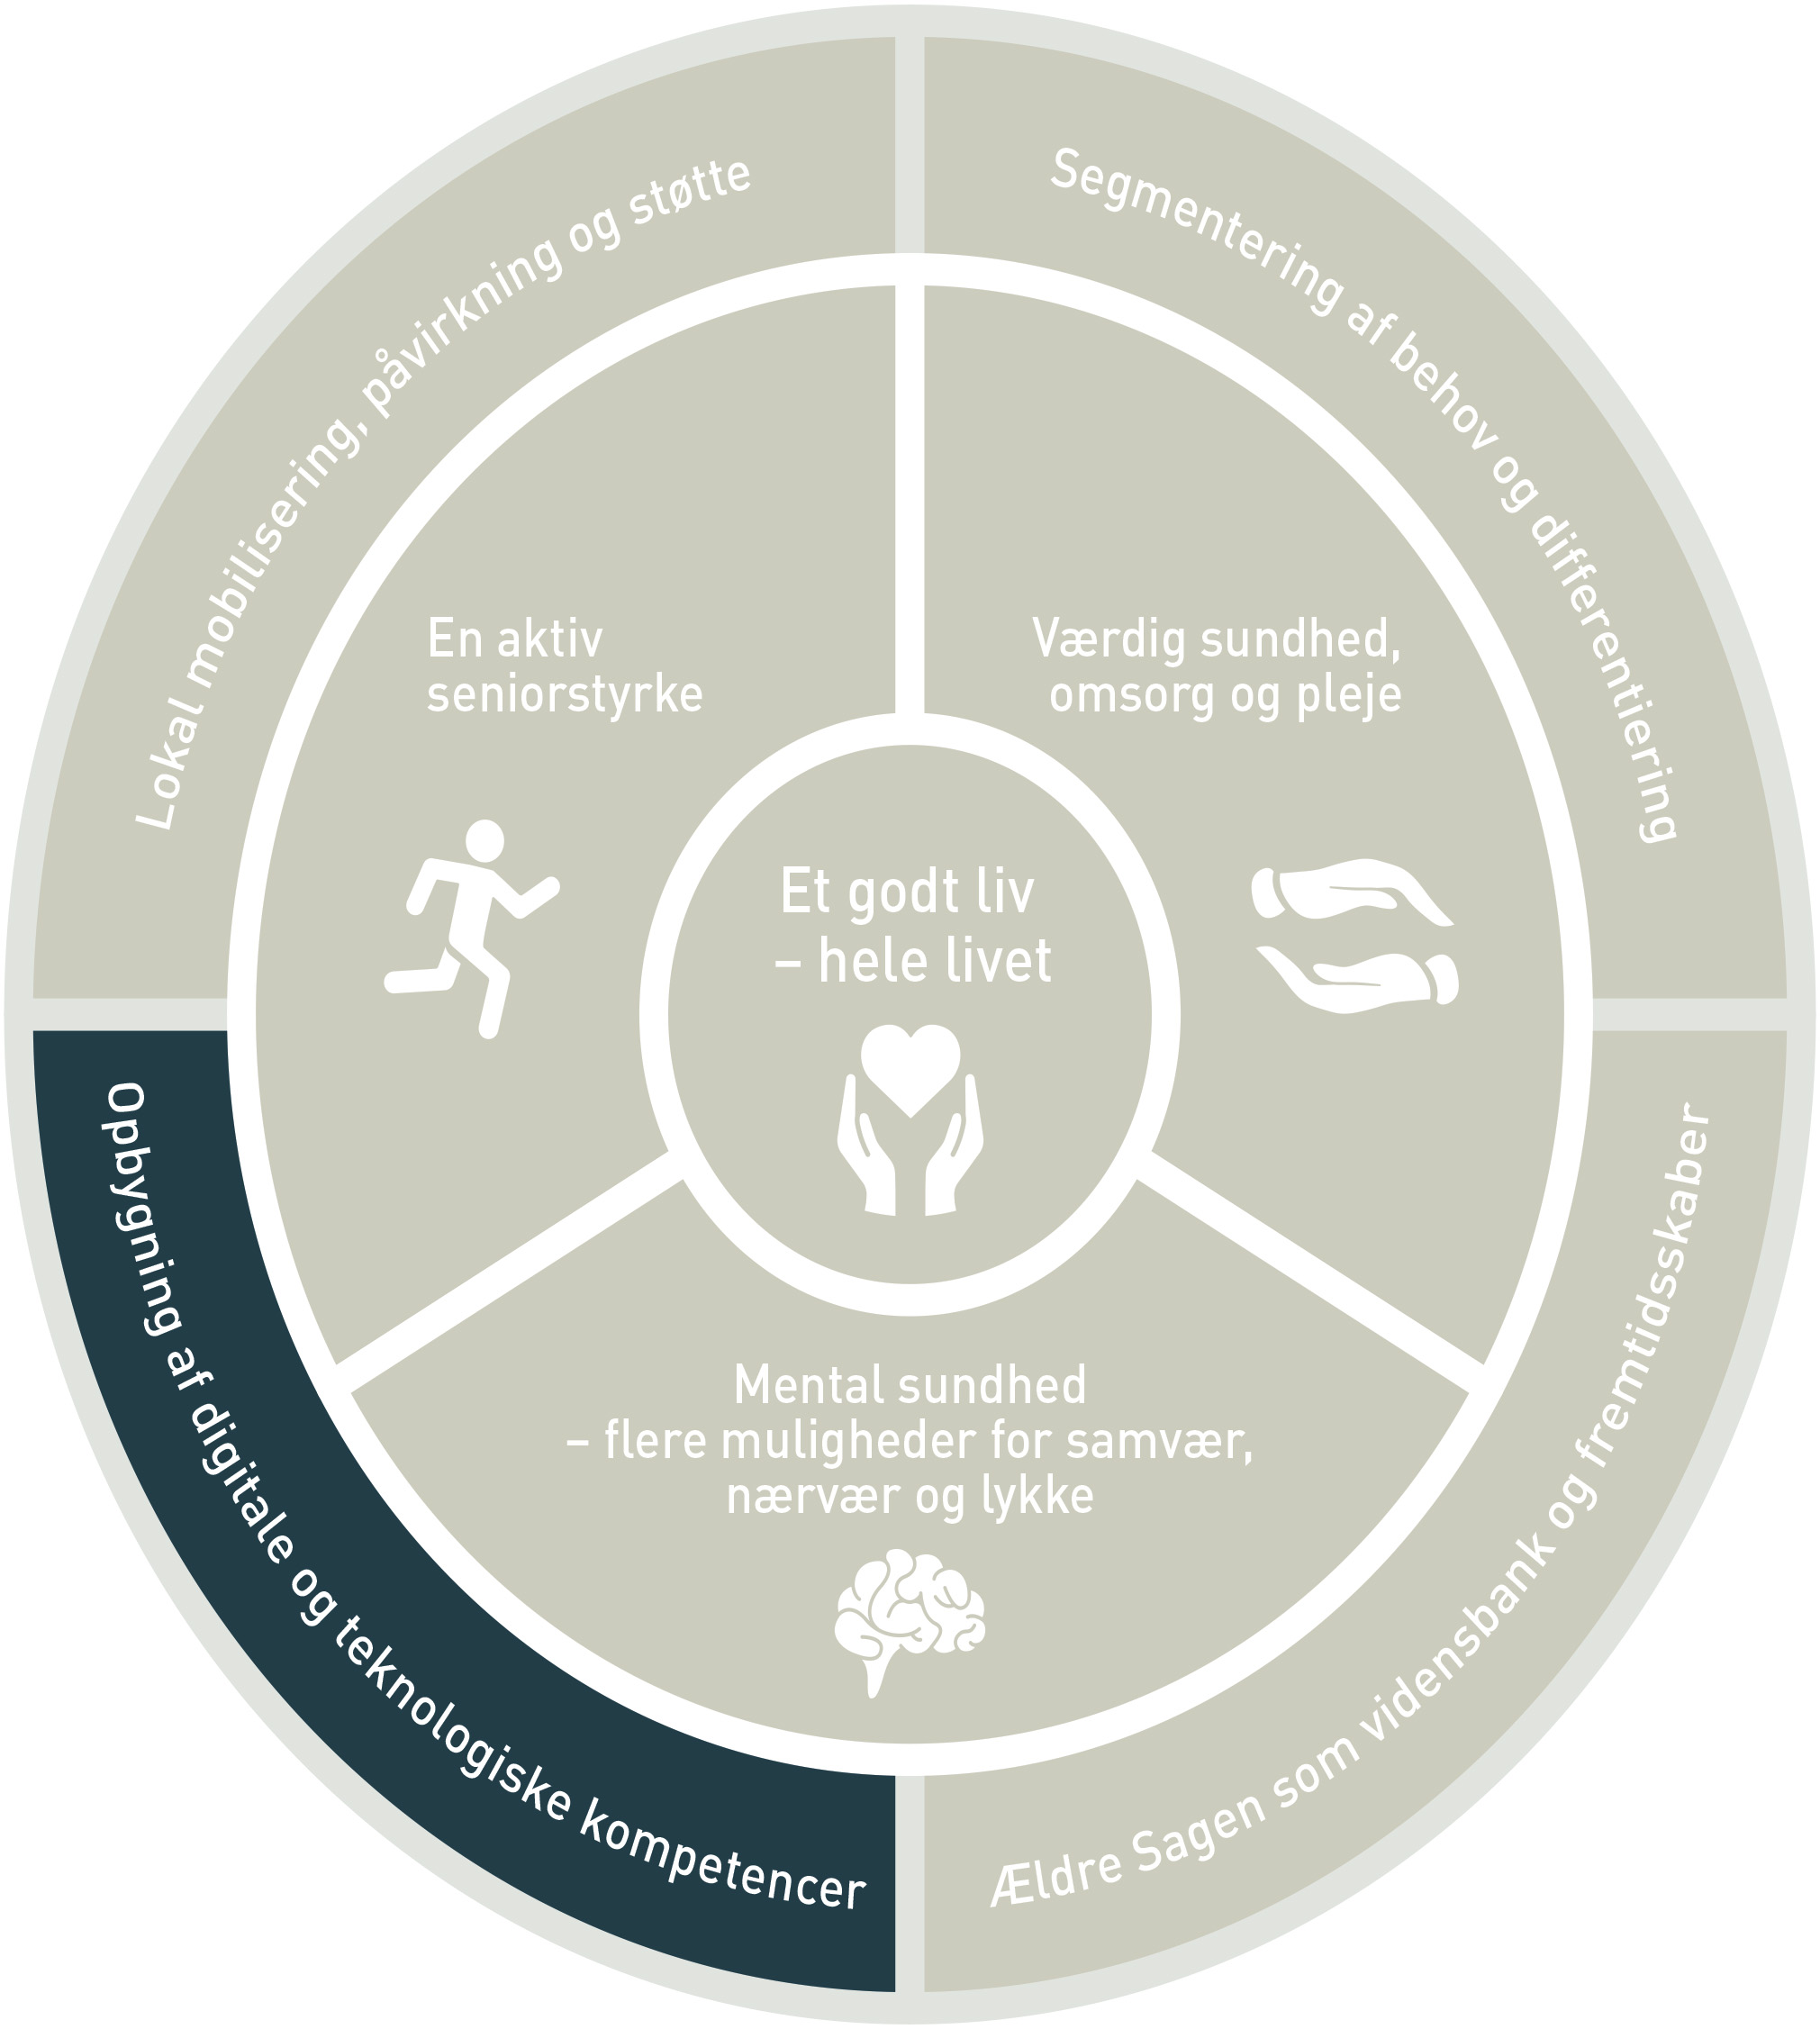 Lokal mobilisering, påvirkning og støtte
Segmentering af behov og differentiering
En aktiv
seniorstyrke
Værdig sundhed,
omsorg og pleje
Et godt liv
– hele livet
Mental sundhed
– flere muligheder for samvær,
nærvær og lykke
Opbygning af digitale og teknologiske kompetencer
Ældre Sagen som vidensbank og fremtidsskaber